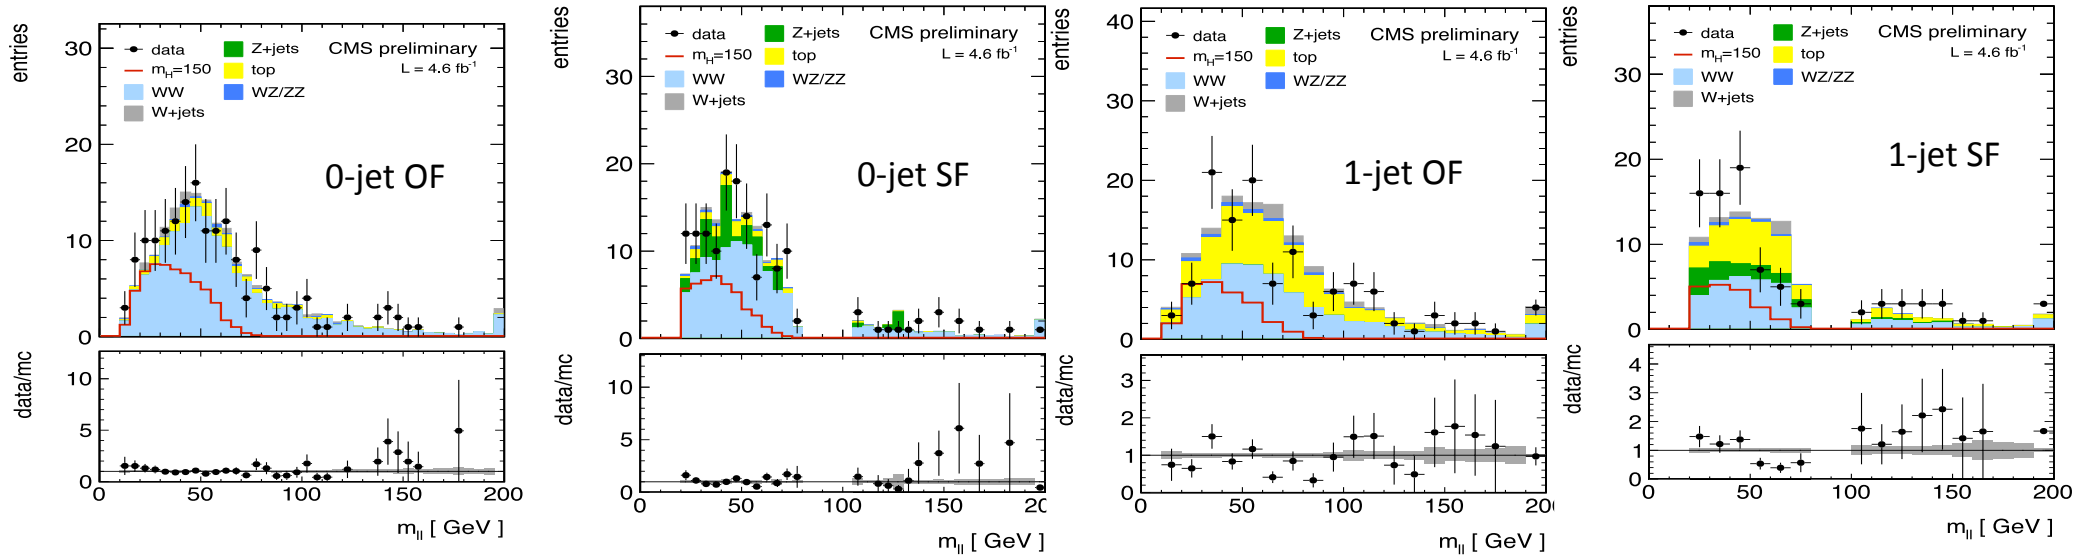 entries
30
20
10
0
data
m_H=150
WW
W+jets
Z+jets
top
WZ/ZZ
CMS preliminary
L = 4.6 fb⁻¹
0-jet OF
data/mc
10
5
0
0 50 100 150 200
m_ll [ GeV ]
entries
30
20
10
0
data
m_H=150
WW
W+jets
Z+jets
top
WZ/ZZ
CMS preliminary
L = 4.6 fb⁻¹
0-jet SF
data/mc
10
5
0
0 50 100 150 200
m_ll [ GeV ]
entries
40
30
20
10
0
data
m_H=150
WW
W+jets
Z+jets
top
WZ/ZZ
CMS preliminary
L = 4.6 fb⁻¹
1-jet OF
data/mc
3
2
1
0
0 50 100 150 200
m_ll [ GeV ]
entries
30
20
10
0
data
m_H=150
WW
W+jets
Z+jets
top
WZ/ZZ
CMS preliminary
L = 4.6 fb⁻¹
1-jet SF
data/mc
4
3
2
1
0
0 50 100 150 200
m_ll [ GeV ]